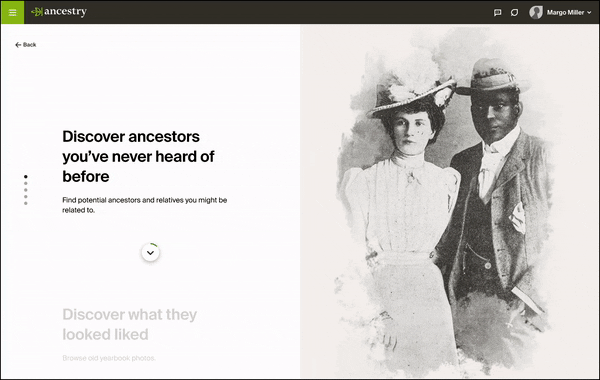 ancestry
Margo Miller
Back
Discover ancestors
you've never heard of
before
Find potential ancestors and relatives you might be
related to.
Discover what they
looked liked
Browse old yearbook photos.